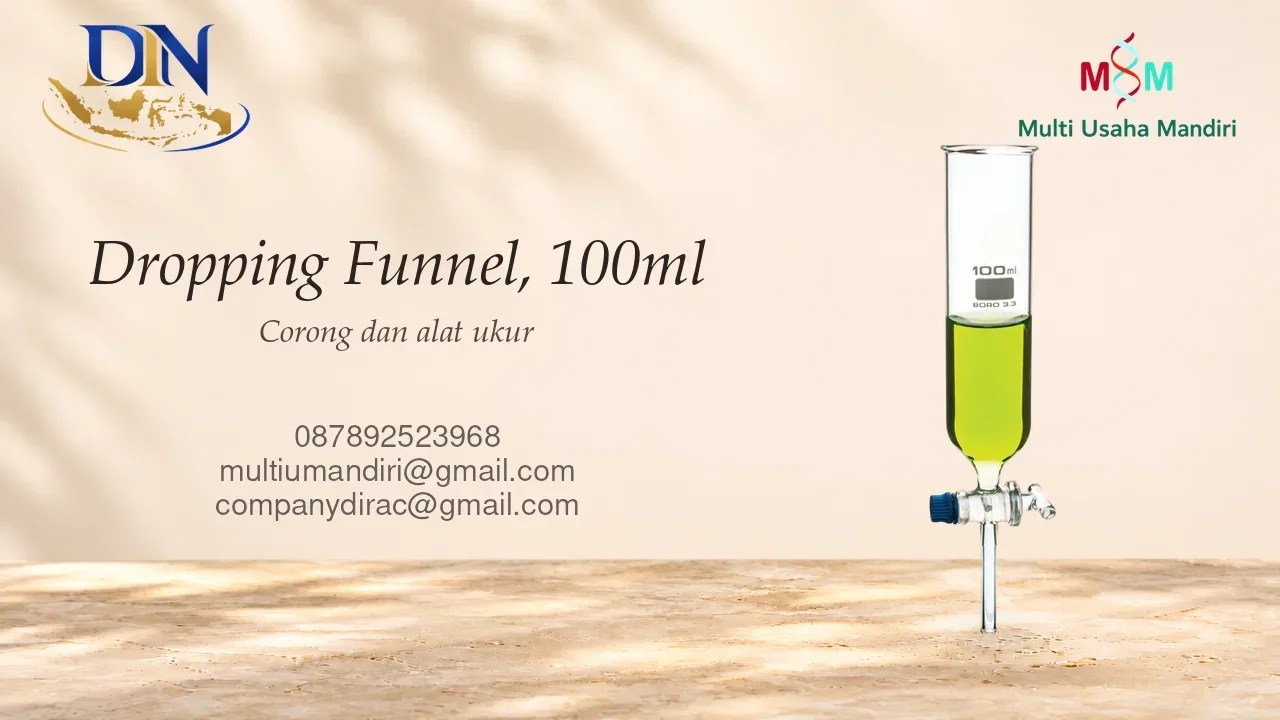 DIN
M M
Multi Usaha Mandiri
Dropping Funnel, 100ml
Corong dan alat ukur
100ml
BORO 3.3
087892523968
multiumandiri@gmail.com
companydirac@gmail.com